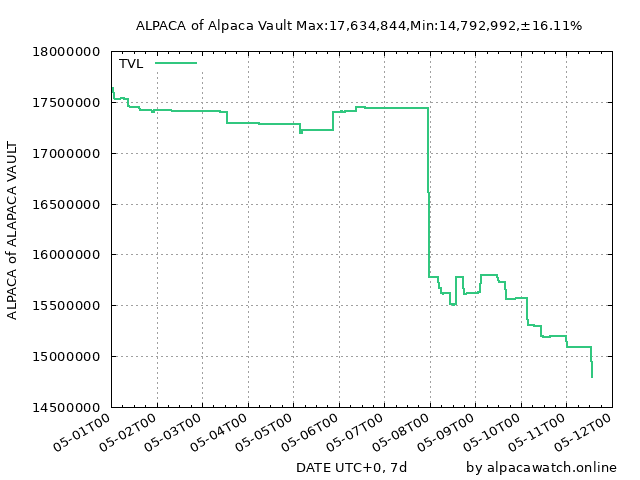 ALPACA of Alpaca Vault Max:17,634,844,Min:14,792,992,±16.11%
TVL
ALPACA of ALAPACA VAULT
18000000
17500000
17000000
16500000
16000000
15500000
15000000
14500000
05-01T00
05-02T00
05-03T00
05-04T00
05-05T00
05-06T00
05-07T00
05-08T00
05-09T00
05-10T00
05-11T00
05-12T00
DATE UTC+0, 7d
by alpacawatch.online